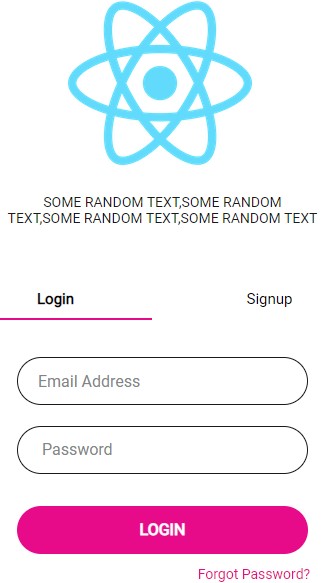 SOME RANDOM TEXT,SOME RANDOM
TEXT,SOME RANDOM TEXT,SOME RANDOM TEXT
Login
Signup
Email Address
Password
LOGIN
Forgot Password?